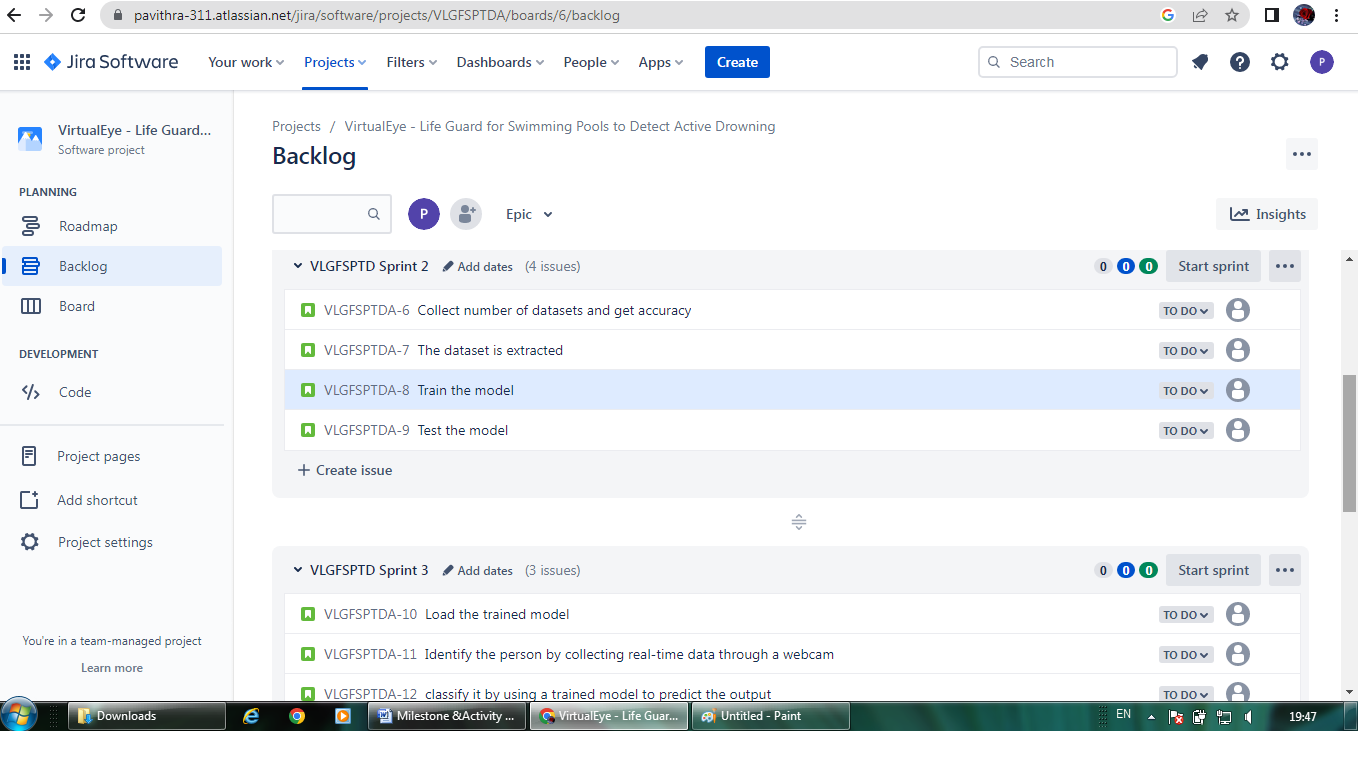 pavithra-311.atlassian.net/jira/software/projects/VLGFSPTDA/boards/6/backlog
Jira Software Your work Projects Filters Dashboards People Apps Create Search P
VirtualEye - Life Guard...
Software project
PLANNING
Roadmap
Backlog
Board
DEVELOPMENT
Code
Project pages
Add shortcut
Project settings
You're in a team-managed project
Learn more
Projects / VirtualEye - Life Guard for Swimming Pools to Detect Active Drowning
Backlog
P Epic Insights
VLGFSPTD Sprint 2 Add dates (4 issues) 0 0 0 Start sprint
VLGFSPTDA-6 Collect number of datasets and get accuracy TO DO
VLGFSPTDA-7 The dataset is extracted TO DO
VLGFSPTDA-8 Train the model TO DO
VLGFSPTDA-9 Test the model TO DO
+ Create issue
VLGFSPTD Sprint 3 Add dates (3 issues) 0 0 0 Start sprint
VLGFSPTDA-10 Load the trained model TO DO
VLGFSPTDA-11 Identify the person by collecting real-time data through a webcam TO DO
VLGFSPTDA-12 classify it by using a trained model to predict the output TO DO
Downloads Milestone &Activity ... VirtualEye - Life Guar... Untitled - Paint EN 19:47